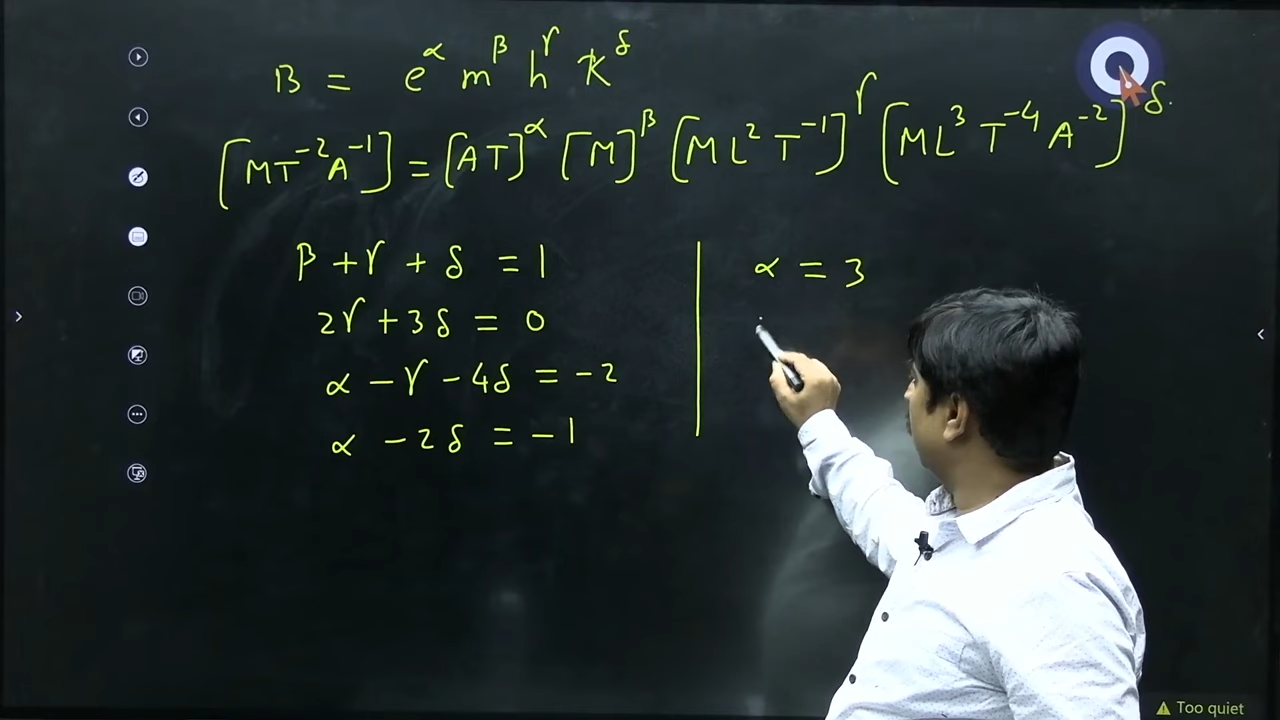 B = e^α m^β h^γ k^δ
[MT^-2 A^-1] = [AT]^α [M]^β [ML^2 T^-1]^γ [ML^3 T^-4 A^-2]^δ.
β + γ + δ = 1
2γ + 3δ = 0
α - γ - 4δ = -2
α - 2δ = -1
α = 3
Too quiet